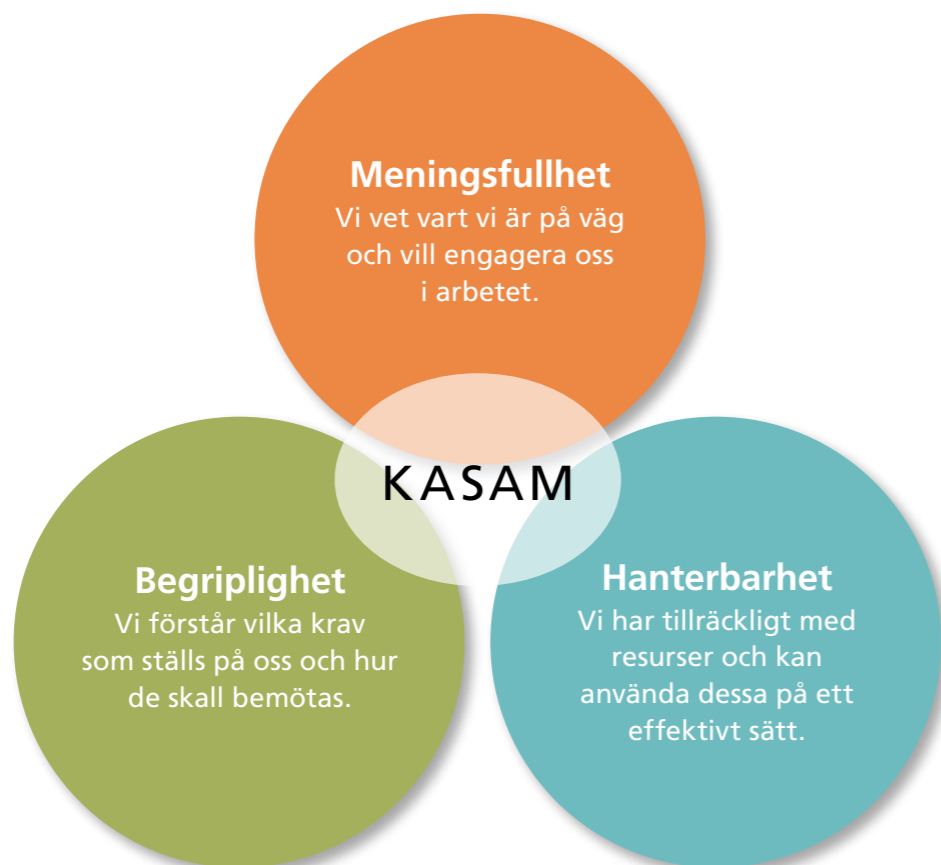 Meningsfullhet
Vi vet vart vi är på väg
och vill engagera oss
i arbetet.
KASAM
Begriplighet
Vi förstår vilka krav
som ställs på oss och hur
de skall bemötas.
Hanterbarhet
Vi har tillräckligt med
resurser och kan
använda dessa på ett
effektivt sätt.